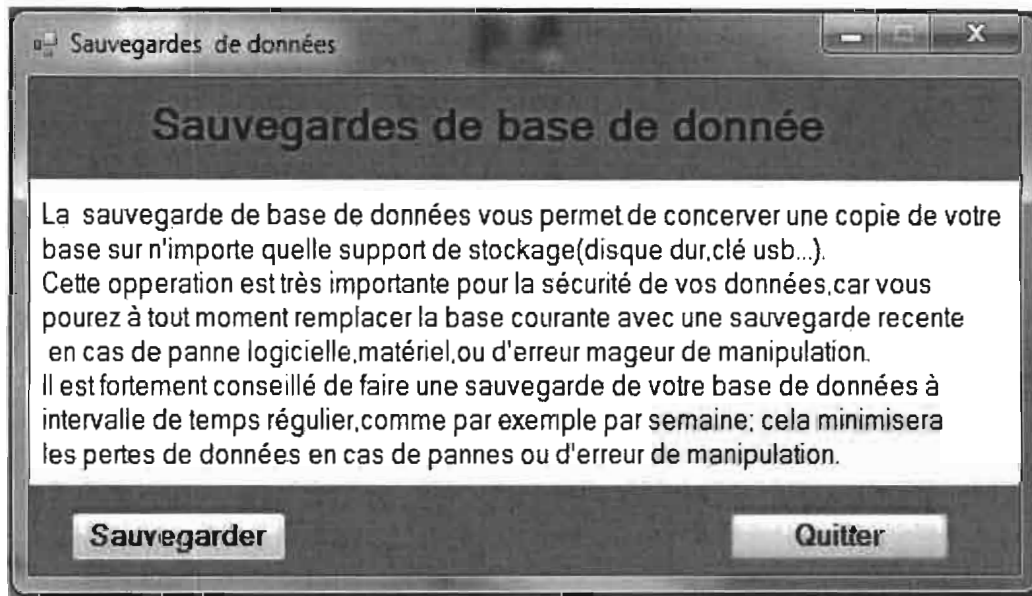 Sauvegardes de données
Sauvegardes de base de donnée
La sauvegarde de base de données vous permet de concerver une copie de votre
base sur n'importe quelle support de stockage(disque dur,clé usb...).
Cette opperation est très importante pour la sécurité de vos données,car vous
pourez à tout moment remplacer la base courante avec une sauvegarde recente
en cas de panne logicielle,matériel,ou d'erreur mageur de manipulation.
Il est fortement conseillé de faire une sauvegarde de votre base de données à
intervalle de temps régulier,comme par exemple par semaine; cela minimisera
les pertes de données en cas de pannes ou d'erreur de manipulation.
Sauvegarder Quitter